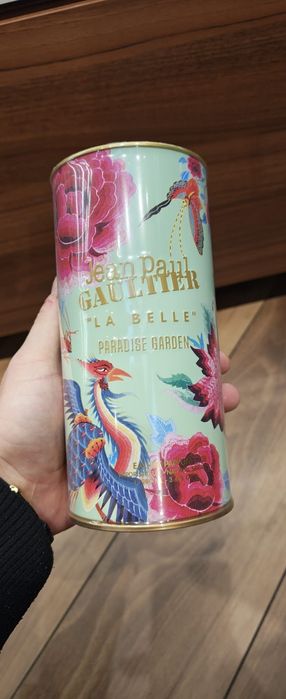 Jean Paul
GAULTIER
"LA BELLE"
PARADISE GARDEN